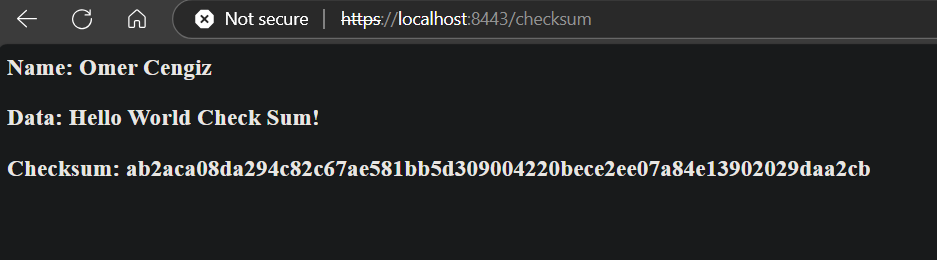 Not secure | https://localhost:8443/checksum
Name: Omer Cengiz
Data: Hello World Check Sum!
Checksum: ab2aca08da294c82c67ae581bb5d309004220bece2ee07a84e13902029daa2cb